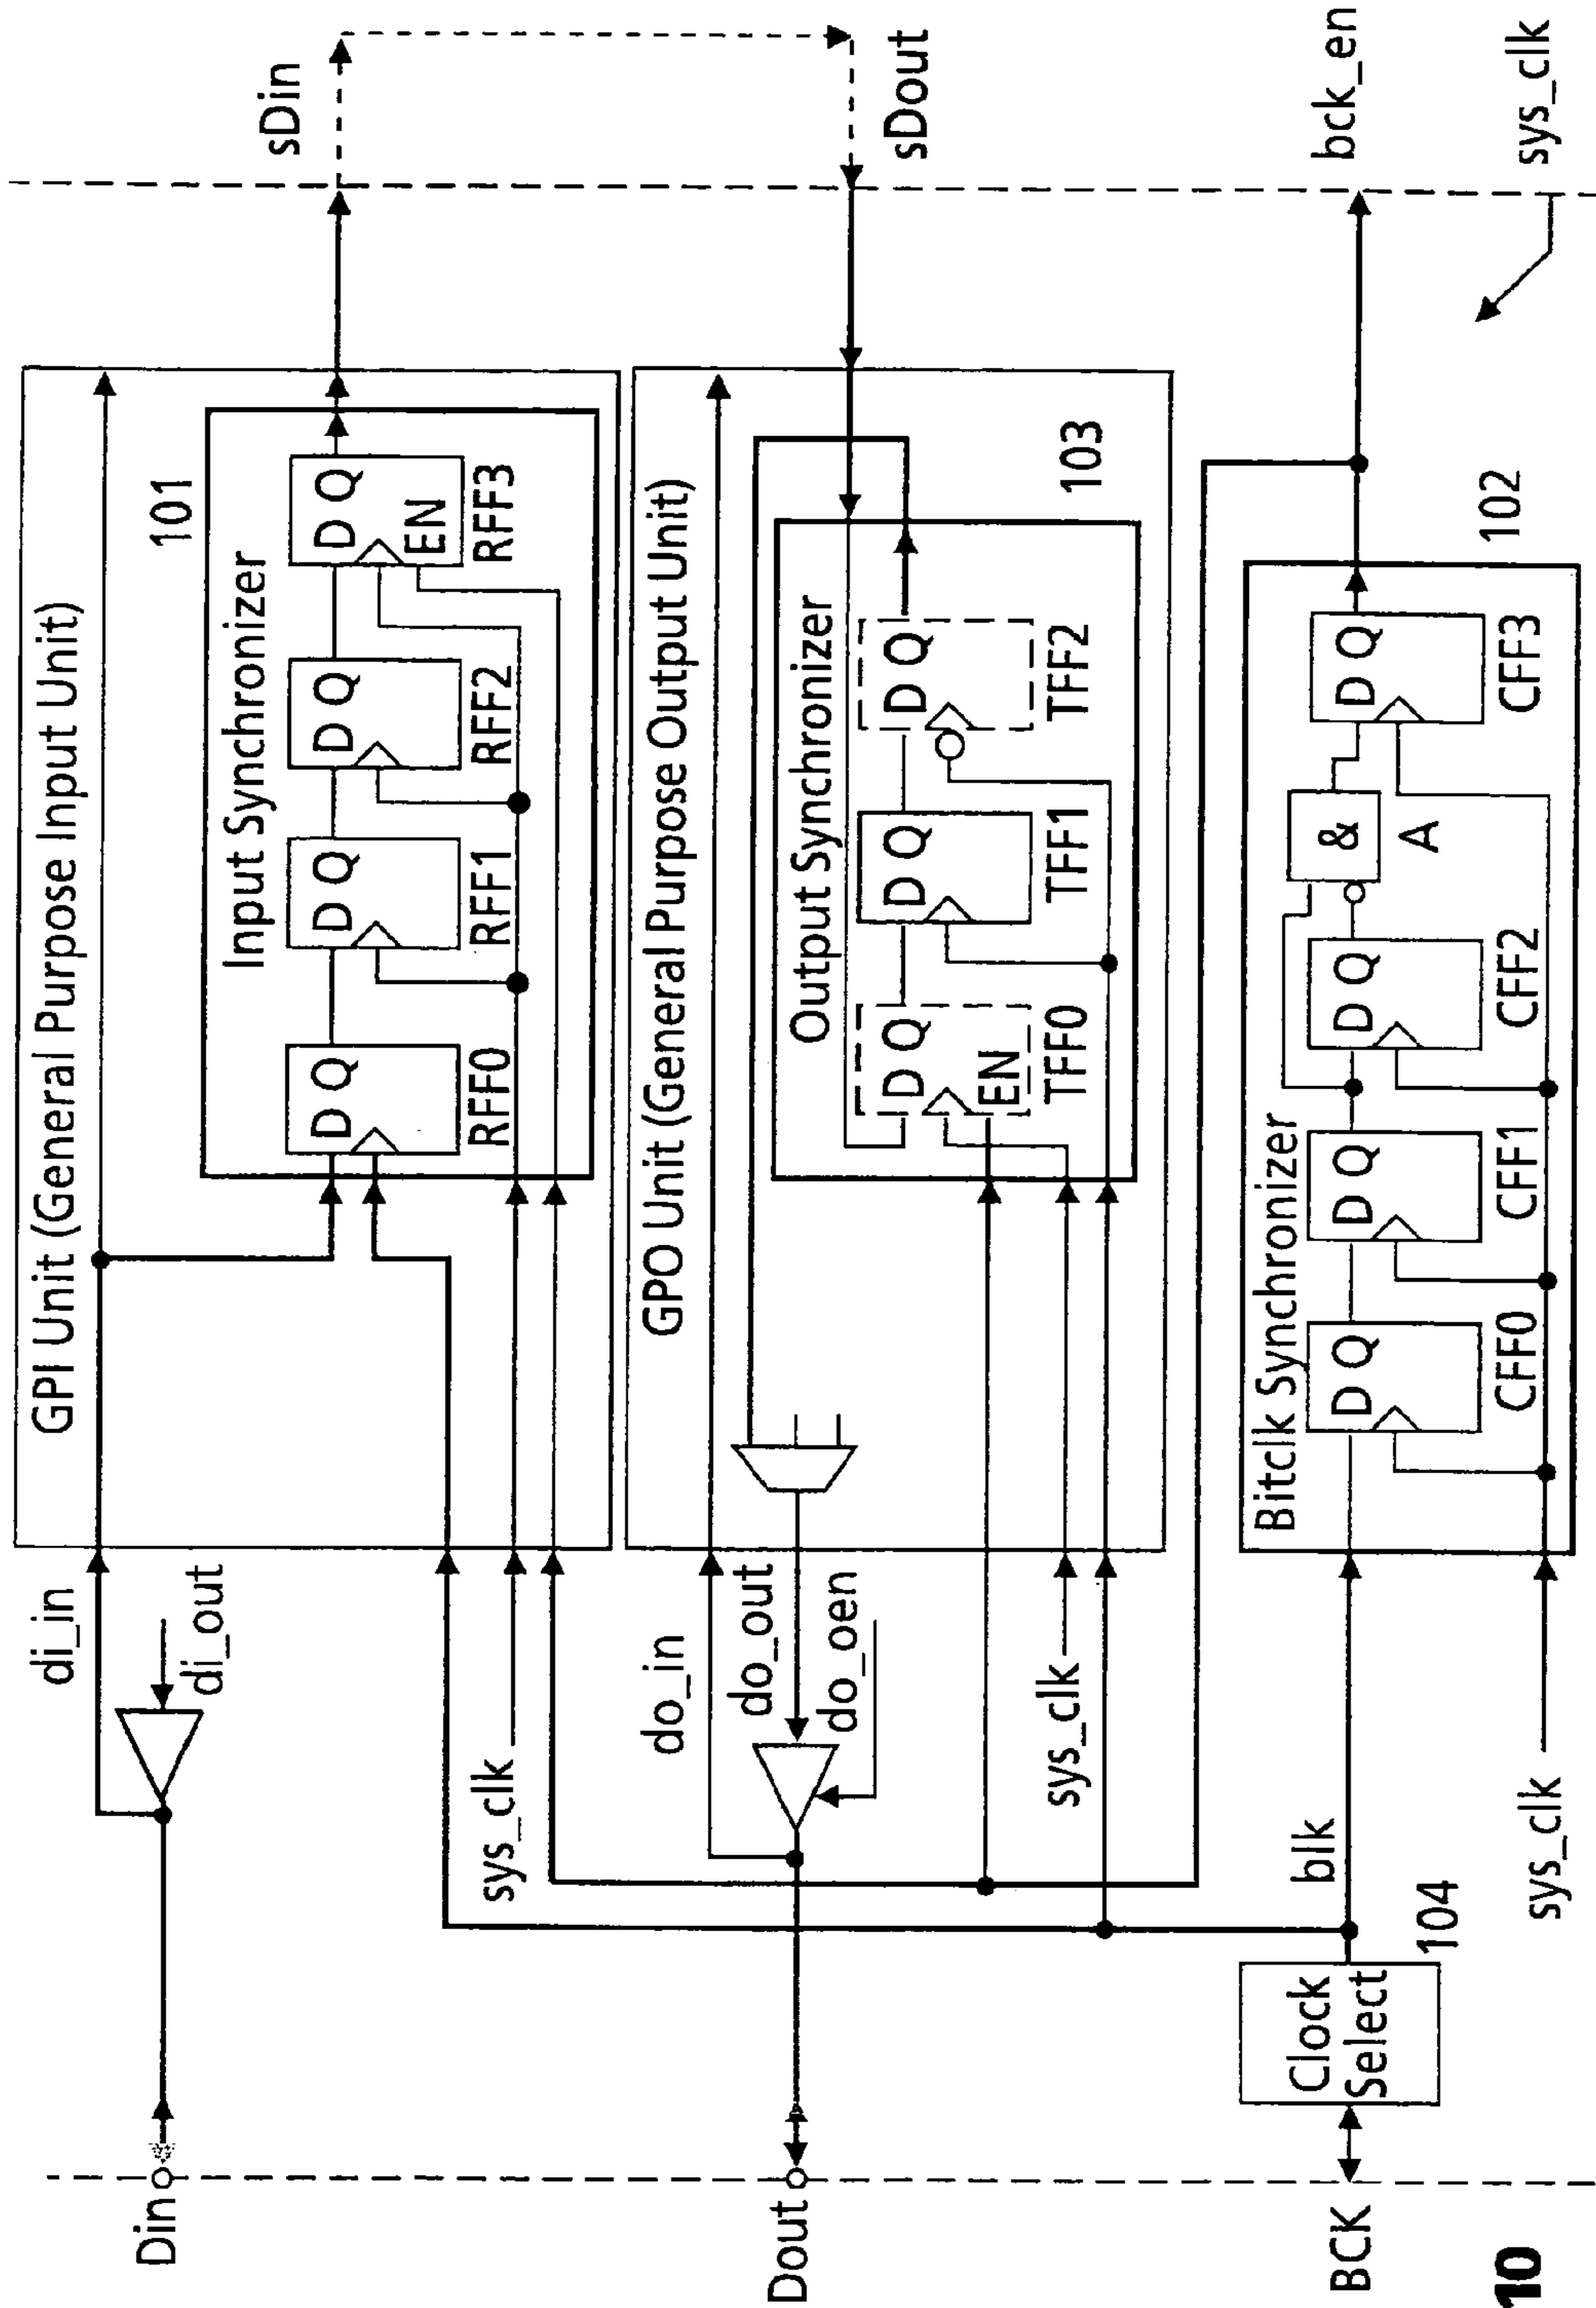 Din
di_in
di_out
GPI Unit (General Purpose Input Unit)
101
Input Synchronizer
D Q
RFF0
D Q
RFF1
D Q
RFF2
D Q
EN
RFF3
sDin
sys_clk
Dout
do_in
do_out
do_oen
GPO Unit (General Purpose Output Unit)
Output Synchronizer
D Q
EN
TFF0
D Q
TFF1
D Q
TFF2
103
sDout
sys_clk
BCK
Clock
Select
104
blk
Bitclk Synchronizer
D Q
CFF0
D Q
CFF1
D Q
CFF2
&
A
D Q
CFF3
102
bck_en
sys_clk
sys_clk
10